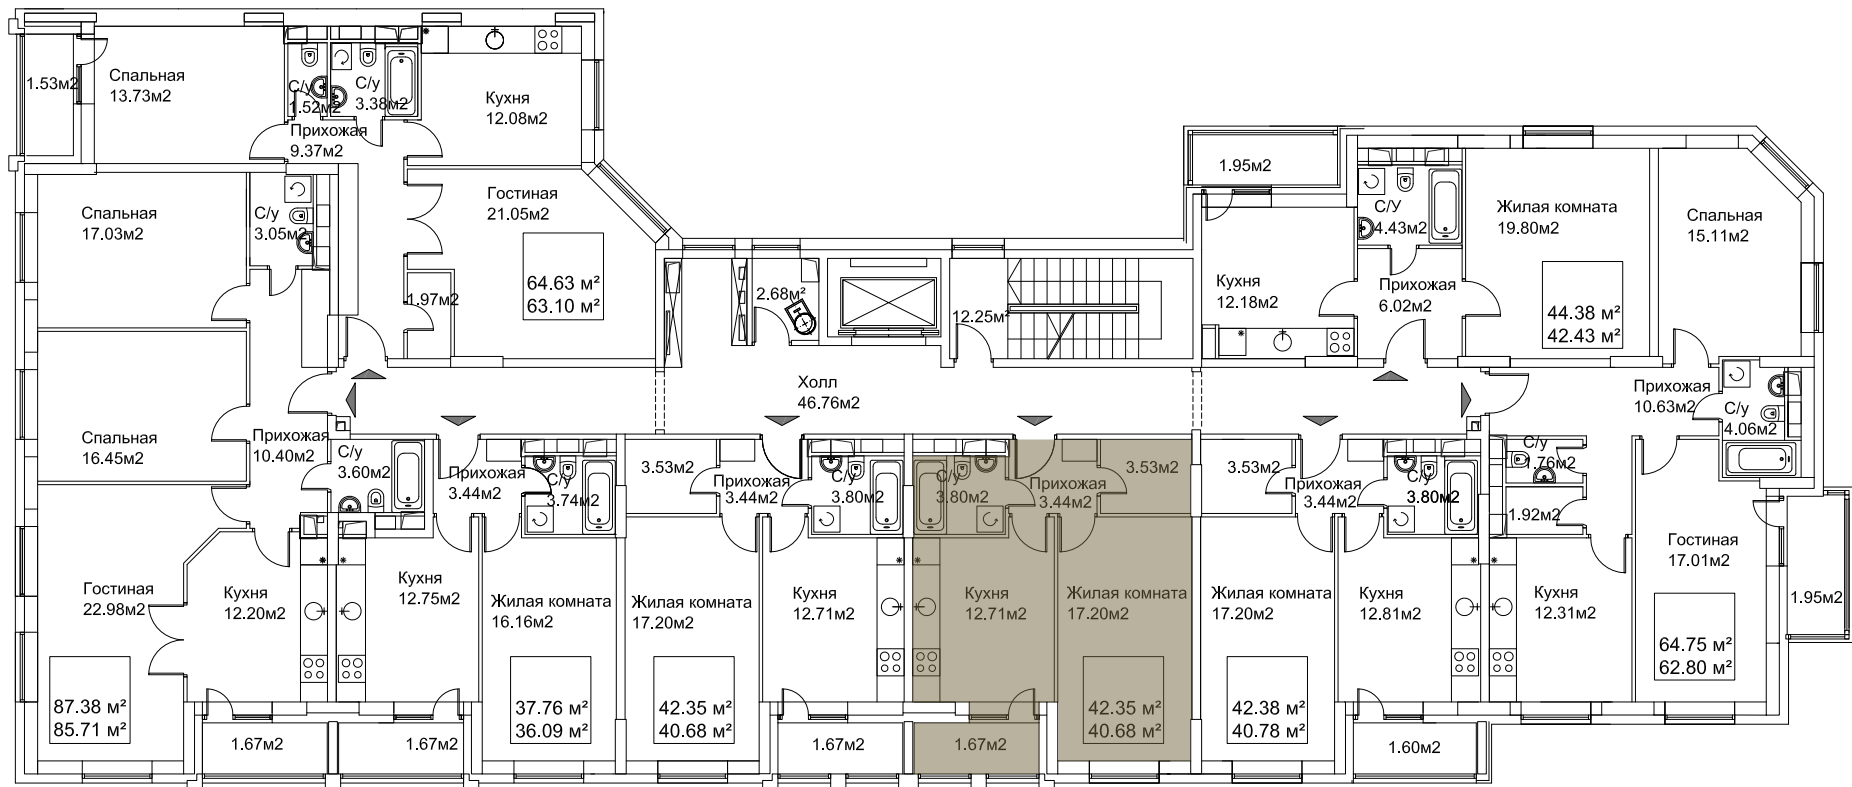 1.53м2
Спальная
13.73м2
С/у
1.52м2
С/у
3.38м2
Кухня
12.08м2
Прихожая
9.37м2
Спальная
17.03м2
С/у
3.05м2
Гостиная
21.05м2
64.63 м²
63.10 м²
1.97м2
2.68м²
12.25м²
1.95м2
С/У
4.43м2
Жилая комната
19.80м2
Спальная
15.11м2
Кухня
12.18м2
Прихожая
6.02м2
44.38 м²
42.43 м²
Холл
46.76м2
Спальная
16.45м2
Прихожая
10.40м2
С/у
3.60м2
Прихожая
3.44м2
С/у
3.74м2
3.53м2
Прихожая
3.44м2
С/у
3.80м2
С/у
3.80м2
Прихожая
3.44м2
3.53м2
3.53м2
Прихожая
3.44м2
С/у
3.80м2
С/у
1.76м2
1.92м2
Прихожая
10.63м2
С/у
4.06м2
Гостиная
17.01м2
1.95м2
Гостиная
22.98м2
Кухня
12.20м2
Кухня
12.75м2
Жилая комната
16.16м2
Жилая комната
17.20м2
Кухня
12.71м2
Кухня
12.71м2
Жилая комната
17.20м2
Жилая комната
17.20м2
Кухня
12.81м2
Кухня
12.31м2
64.75 м²
62.80 м²
87.38 м²
85.71 м²
37.76 м²
36.09 м²
42.35 м²
40.68 м²
42.35 м²
40.68 м²
42.38 м²
40.78 м²
1.67м2
1.67м2
1.67м2
1.67м2
1.60м2